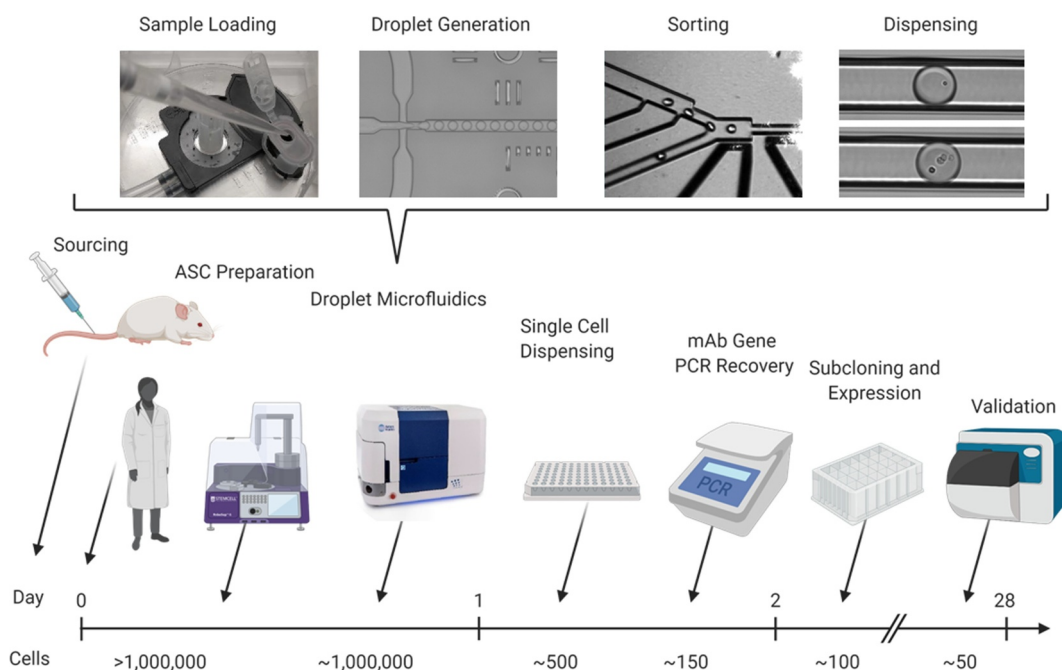 Sample Loading
Droplet Generation
Sorting
Dispensing
Sourcing
ASC Preparation
Droplet Microfluidics
Single Cell
Dispensing
mAb Gene
PCR Recovery
Subcloning and
Expression
Validation
STEMCELL
PCR
Day 0 1 2 28
Cells >1,000,000 ~1,000,000 ~500 ~150 ~100 ~50